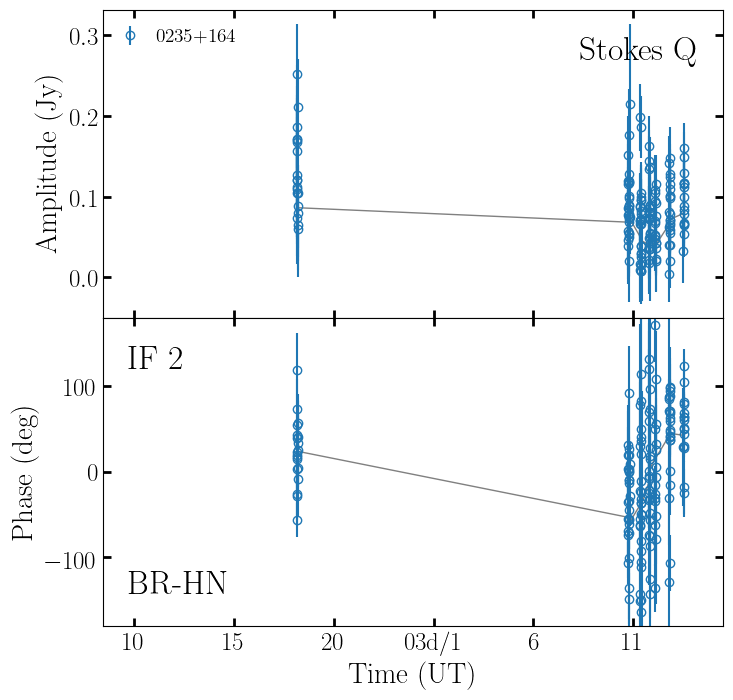 0235+164
Stokes Q
0.3
0.2
0.1
0.0
Amplitude (Jy)
IF 2
100
0
−100
Phase (deg)
BR-HN
10 15 20 03d/1 6 11
Time (UT)